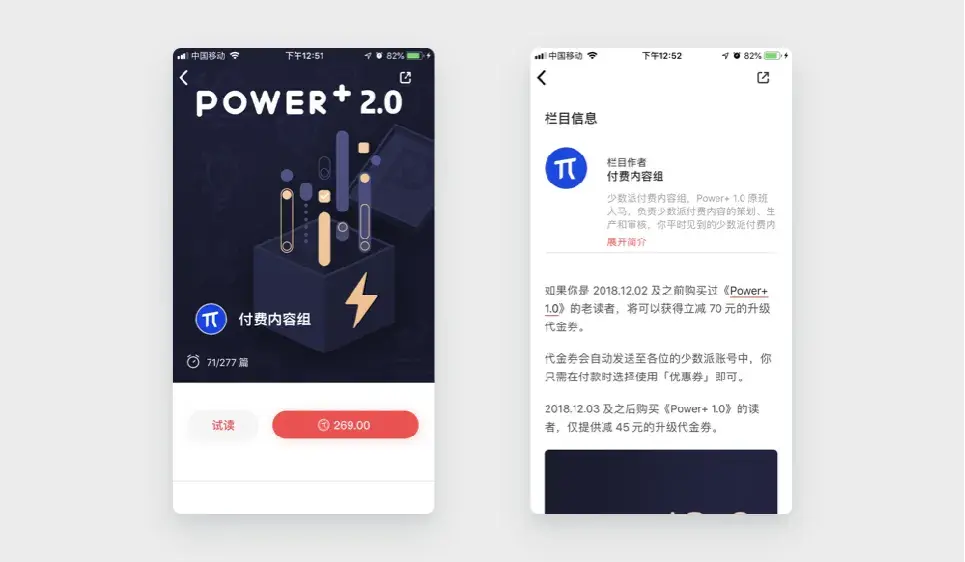 中国移动 下午12:51 82%
POWER+ 2.0
付费内容组
71/277 篇
试读
269.00
中国移动 下午12:52 82%
栏目信息
栏目作者
付费内容组
少数派付费内容组，Power+ 1.0 原班
人马，负责少数派付费内容的策划、生
产和审核，你平时见到的少数派付费内
展开简介
如果你是 2018.12.02 及之前购买过《Power+
1.0》的老读者，将可以获得立减 70 元的升级
代金券。
代金券会自动发送至各位的少数派账号中，你
只需在付款时选择使用「优惠券」即可。
2018.12.03 及之后购买《Power+ 1.0》的读
者，仅提供减 45 元的升级代金券。